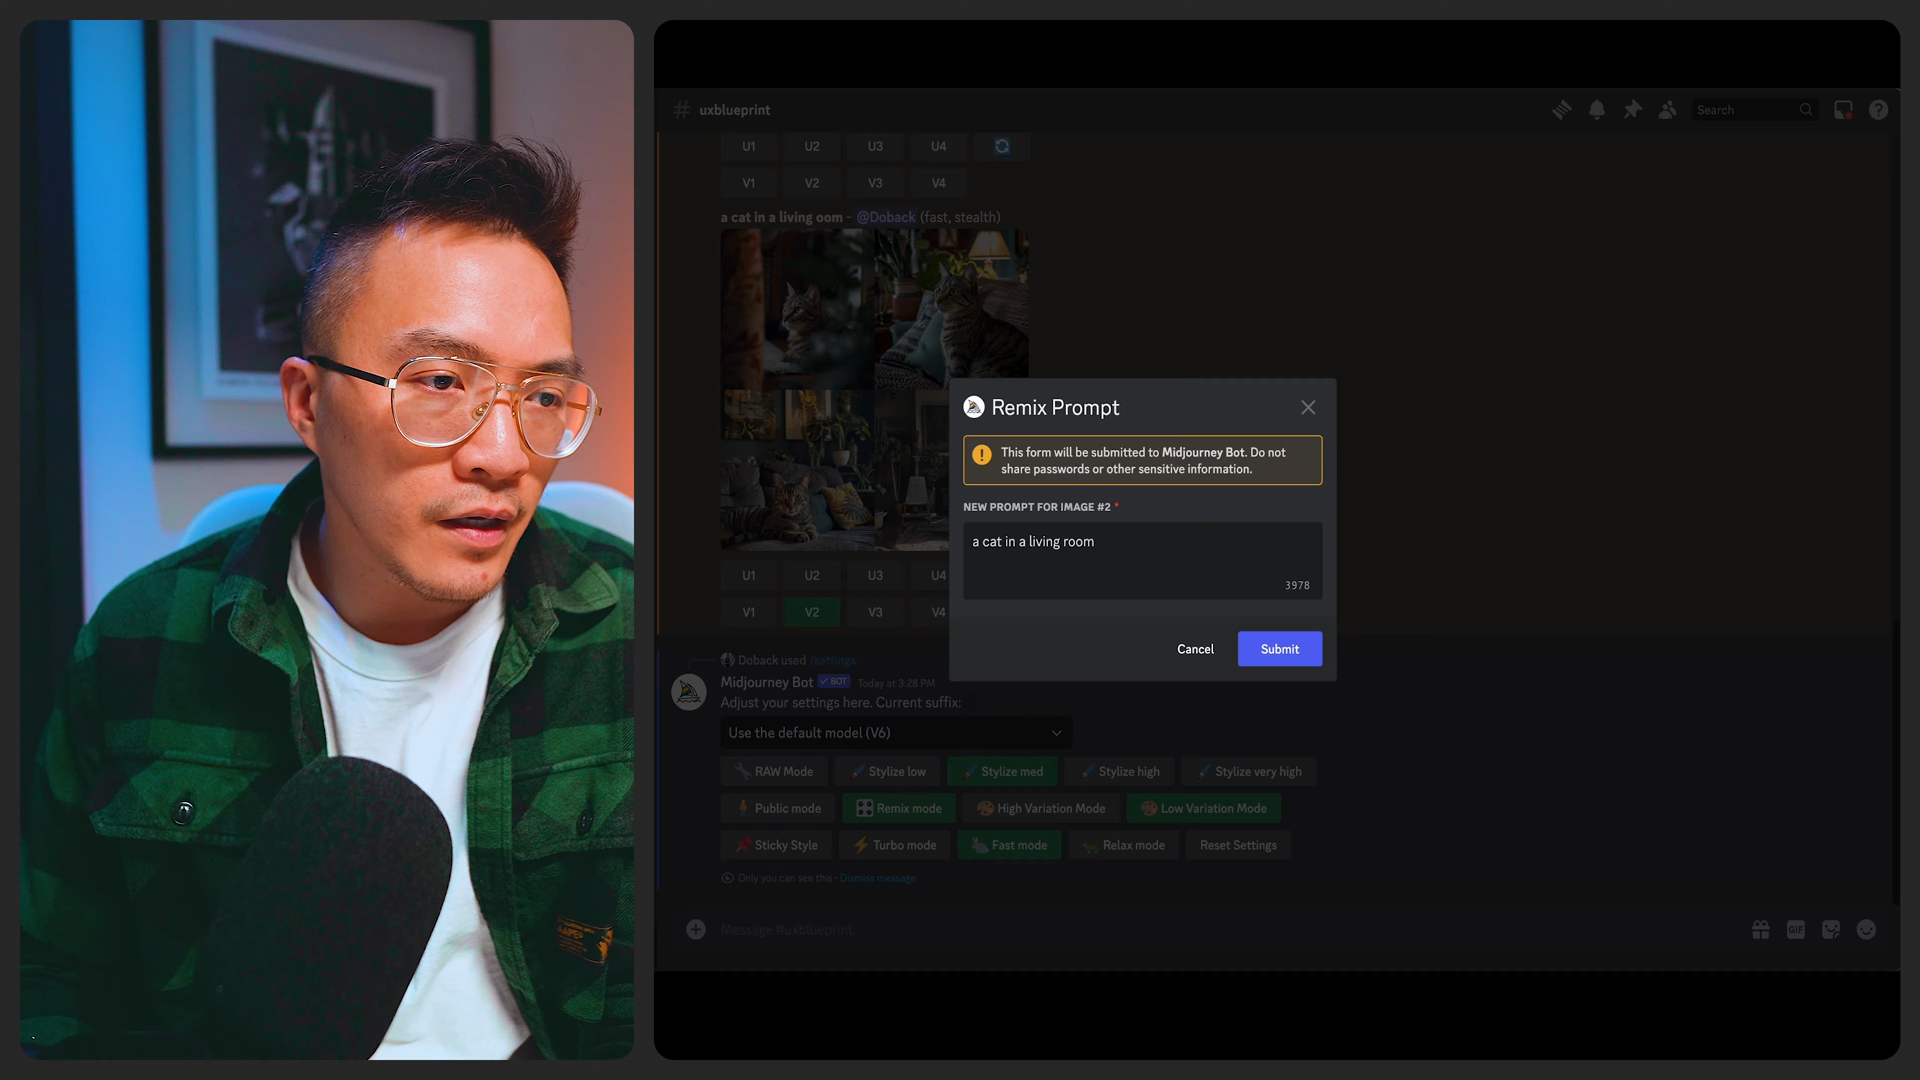 # uxblueprint
Search
U1 U2 U3 U4
V1 V2 V3 V4
a cat in a living oom - @Doback (fast, stealth)
Remix Prompt
This form will be submitted to Midjourney Bot. Do not
share passwords or other sensitive information.
NEW PROMPT FOR IMAGE #2 *
a cat in a living room
3978
Cancel Submit
U1 U2 U3 U4
V1 V2 V3 V4
Doback used /settings
Midjourney Bot BOT Today at 3:28 PM
Adjust your settings here. Current suffix:
Use the default model (V6)
RAW Mode Stylize low Stylize med Stylize high Stylize very high
Public mode Remix mode High Variation Mode Low Variation Mode
Sticky Style Turbo mode Fast mode Relax mode Reset Settings
Only you can see this • Dismiss message
Message #uxblueprint
GIF
AAPE